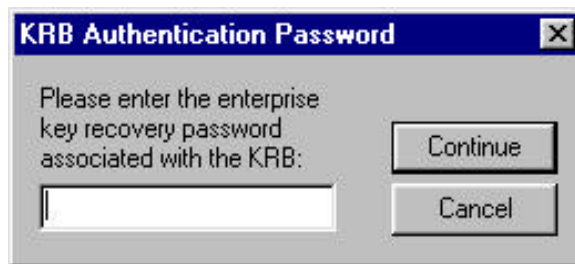 KRB Authentication Password
Please enter the enterprise
key recovery password
associated with the KRB:
Continue
Cancel